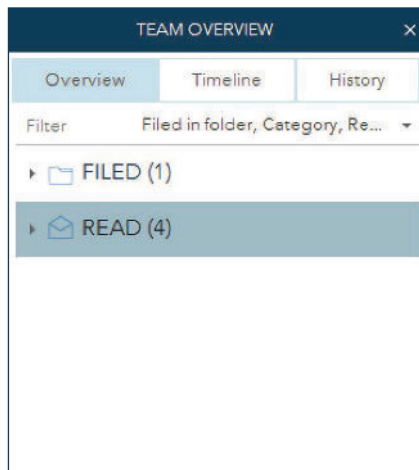 TEAM OVERVIEW ×
Overview Timeline History
Filter Filed in folder, Category, Re...
FILED (1)
READ (4)